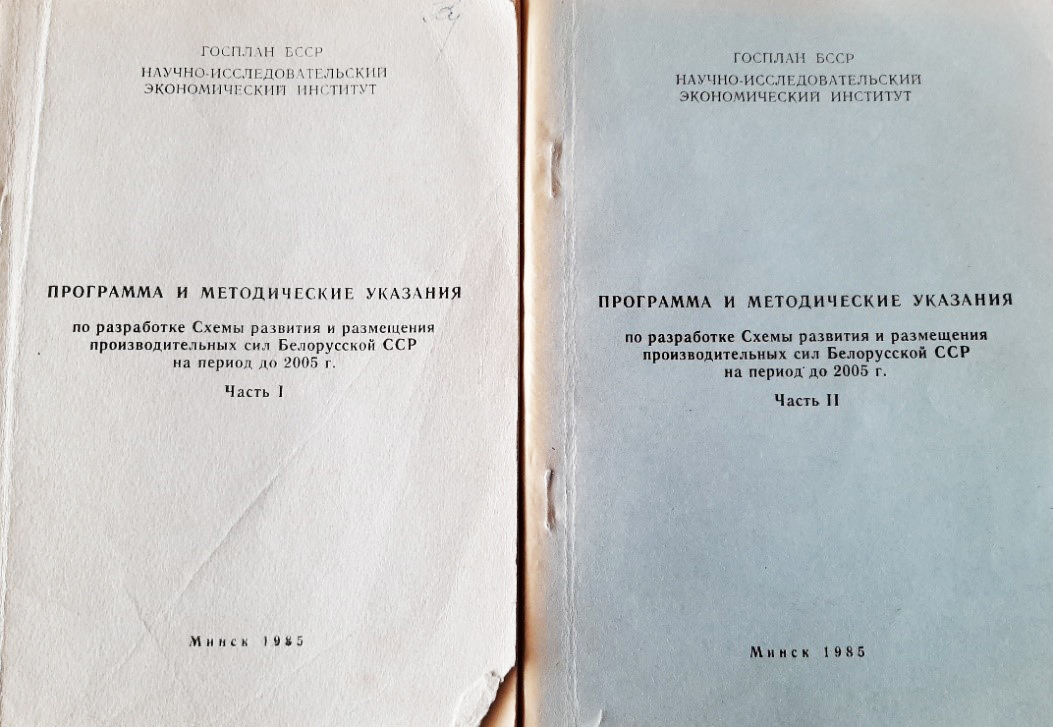 ГОСПЛАН БССР
НАУЧНО-ИССЛЕДОВАТЕЛЬСКИЙ
ЭКОНОМИЧЕСКИЙ ИНСТИТУТ
ПРОГРАММА И МЕТОДИЧЕСКИЕ УКАЗАНИЯ
по разработке Схемы развития и размещения
производительных сил Белорусской ССР
на период до 2005 г.
Часть I
Минск 1985
ГОСПЛАН БССР
НАУЧНО-ИССЛЕДОВАТЕЛЬСКИЙ
ЭКОНОМИЧЕСКИЙ ИНСТИТУТ
ПРОГРАММА И МЕТОДИЧЕСКИЕ УКАЗАНИЯ
по разработке Схемы развития и размещения
производительных сил Белорусской ССР
на период до 2005 г.
Часть II
Минск 1985